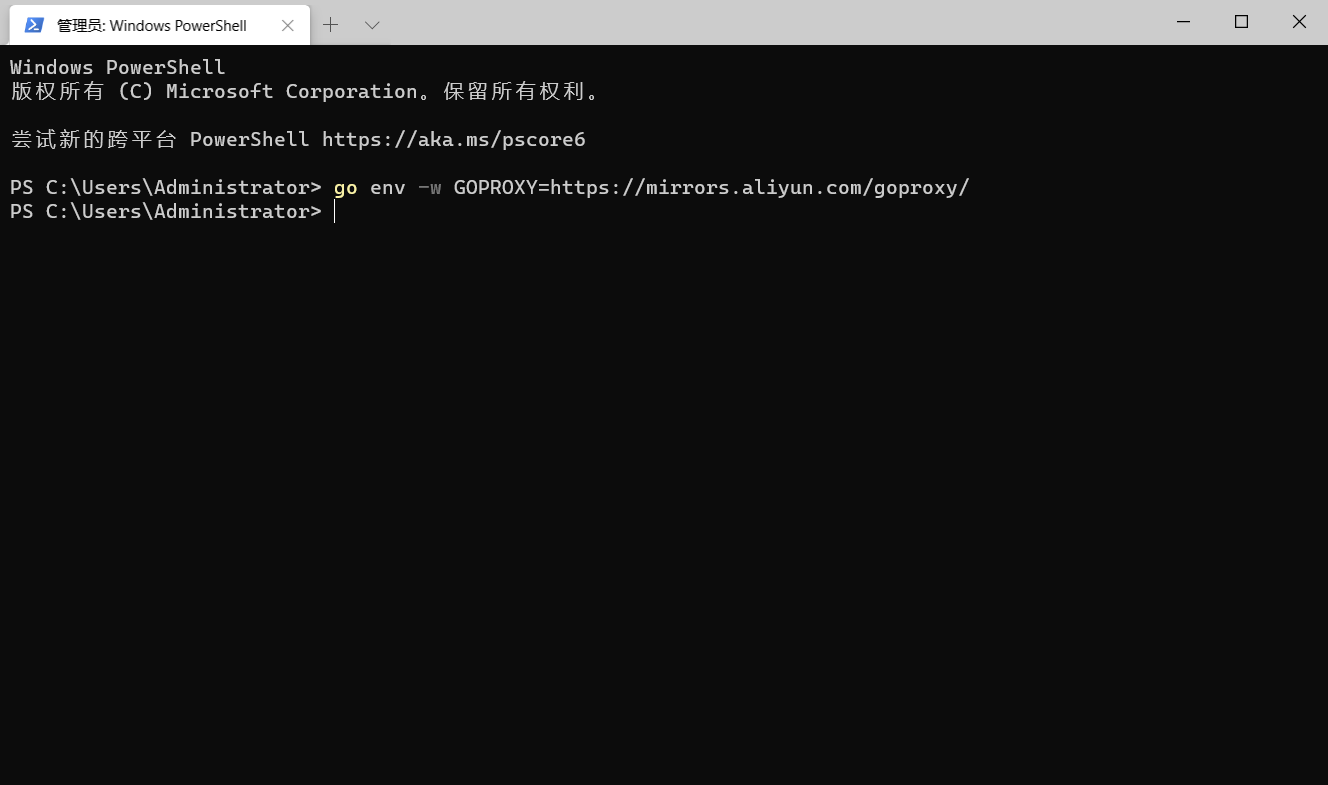 管理员: Windows PowerShell
Windows PowerShell
版权所有 (C) Microsoft Corporation。保留所有权利。
尝试新的跨平台 PowerShell https://aka.ms/pscore6
PS C:\Users\Administrator> go env -w GOPROXY=https://mirrors.aliyun.com/goproxy/
PS C:\Users\Administrator>